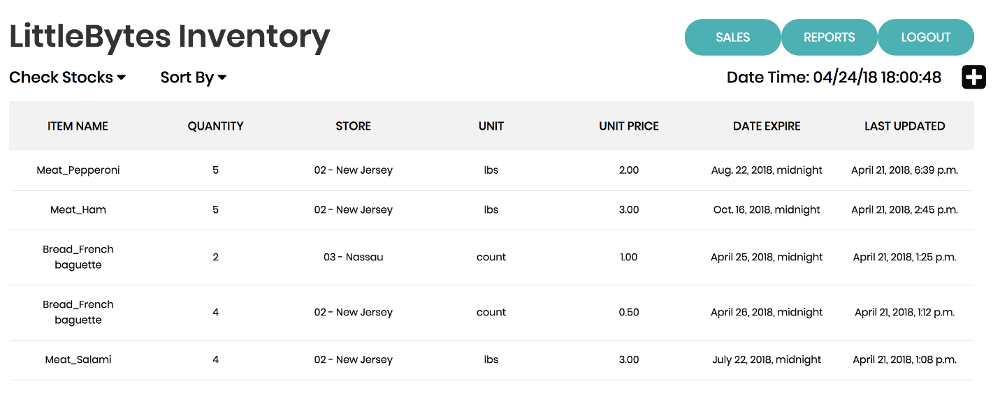 LittleBytes Inventory
SALES REPORTS LOGOUT
Check Stocks Sort By Date Time: 04/24/18 18:00:48
ITEM NAME QUANTITY STORE UNIT UNIT PRICE DATE EXPIRE LAST UPDATED
Meat_Pepperoni 5 02 - New Jersey lbs 2.00 Aug. 22, 2018, midnight April 21, 2018, 6:39 p.m.
Meat_Ham 5 02 - New Jersey lbs 3.00 Oct. 16, 2018, midnight April 21, 2018, 2:45 p.m.
Bread_French
baguette 2 03 - Nassau count 1.00 April 25, 2018, midnight April 21, 2018, 1:25 p.m.
Bread_French
baguette 4 02 - New Jersey count 0.50 April 26, 2018, midnight April 21, 2018, 1:12 p.m.
Meat_Salami 4 02 - New Jersey lbs 3.00 July 22, 2018, midnight April 21, 2018, 1:08 p.m.